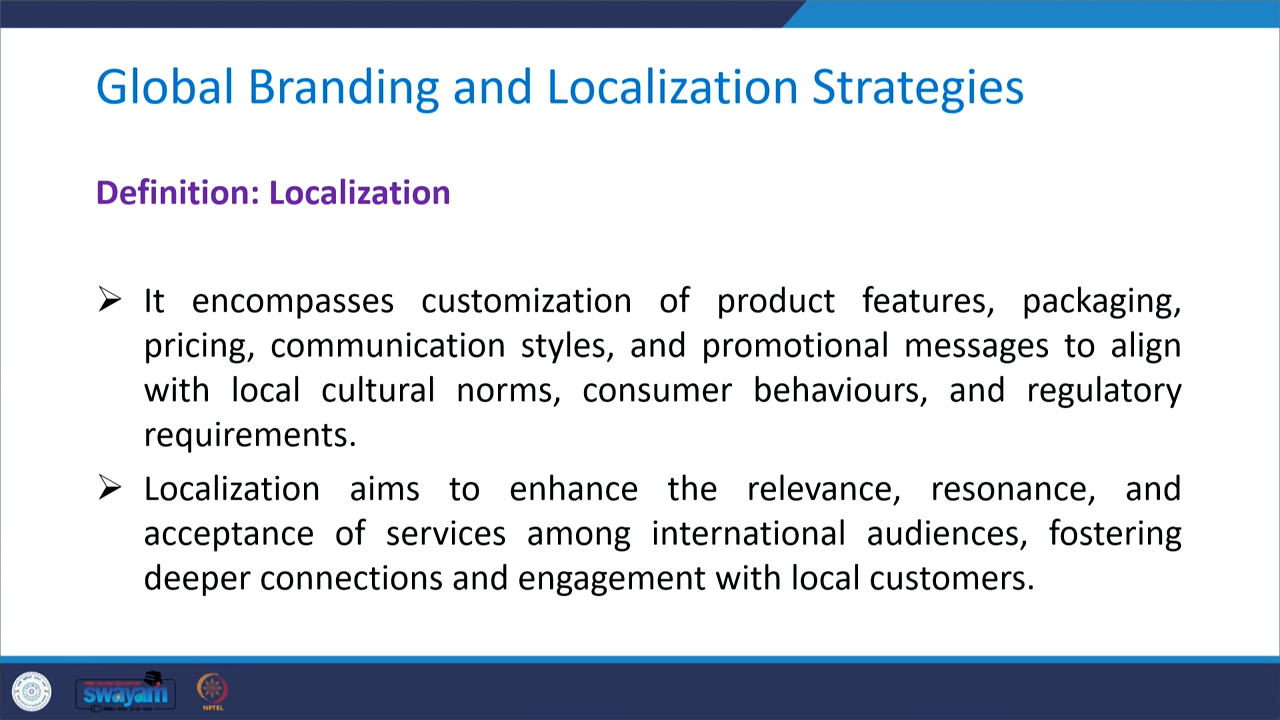 Global Branding and Localization Strategies
Definition: Localization
➢ It encompasses customization of product features, packaging,
pricing, communication styles, and promotional messages to align
with local cultural norms, consumer behaviours, and regulatory
requirements.
➢ Localization aims to enhance the relevance, resonance, and
acceptance of services among international audiences, fostering
deeper connections and engagement with local customers.
swayam
NPTEL